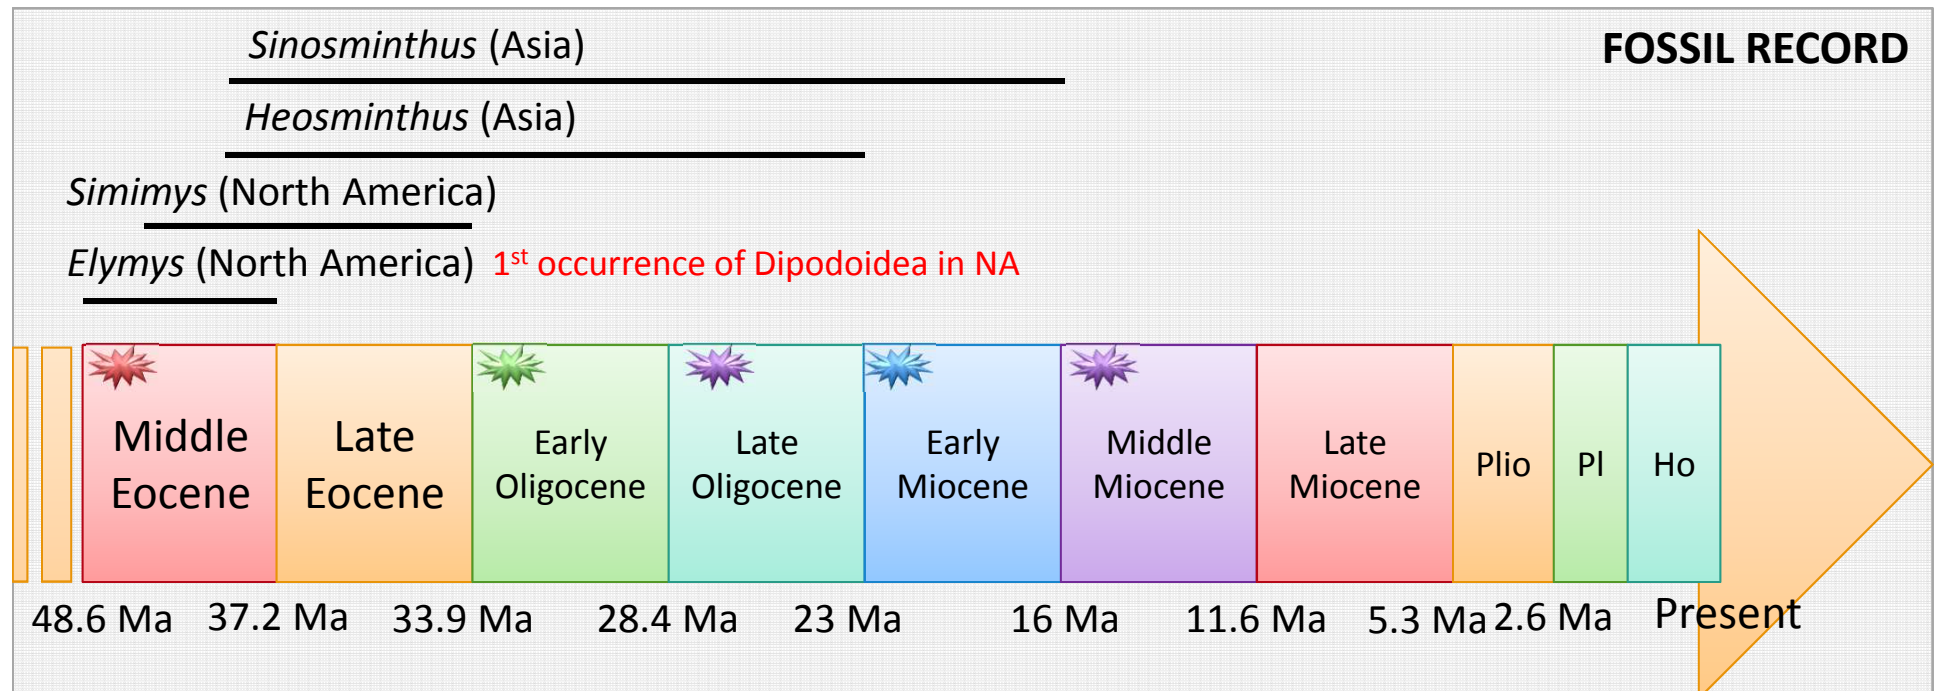 Sinosminthus (Asia)
FOSSIL RECORD
Heosminthus (Asia)
Simimys (North America)
Elymys (North America) 1st occurrence of Dipodoidea in NA
Middle
Eocene
Late
Eocene
Early
Oligocene
Late
Oligocene
Early
Miocene
Middle
Miocene
Late
Miocene
Plio
Pl
Ho
48.6 Ma 37.2 Ma 33.9 Ma 28.4 Ma 23 Ma 16 Ma 11.6 Ma 5.3 Ma 2.6 Ma Present